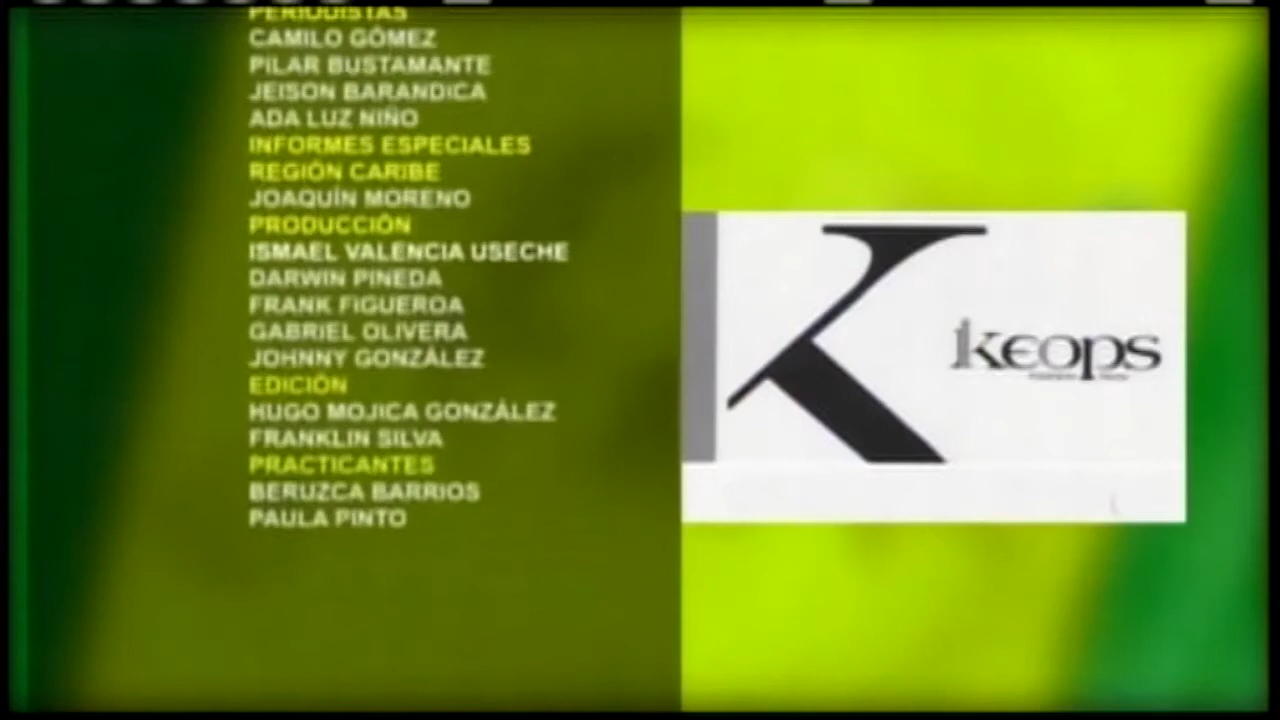 PERIODISTAS
CAMILO GÓMEZ
PILAR BUSTAMANTE
JEISON BARANDICA
ADA LUZ NIÑO
INFORMES ESPECIALES
REGIÓN CARIBE
JOAQUÍN MORENO
PRODUCCIÓN
ISMAEL VALENCIA USECHE
DARWIN PINEDA
FRANK FIGUEROA
GABRIEL OLIVERA
JOHNNY GONZÁLEZ
EDICIÓN
HUGO MOJICA GONZÁLEZ
FRANKLIN SILVA
PRACTICANTES
BERUZCA BARRIOS
PAULA PINTO
K
keops